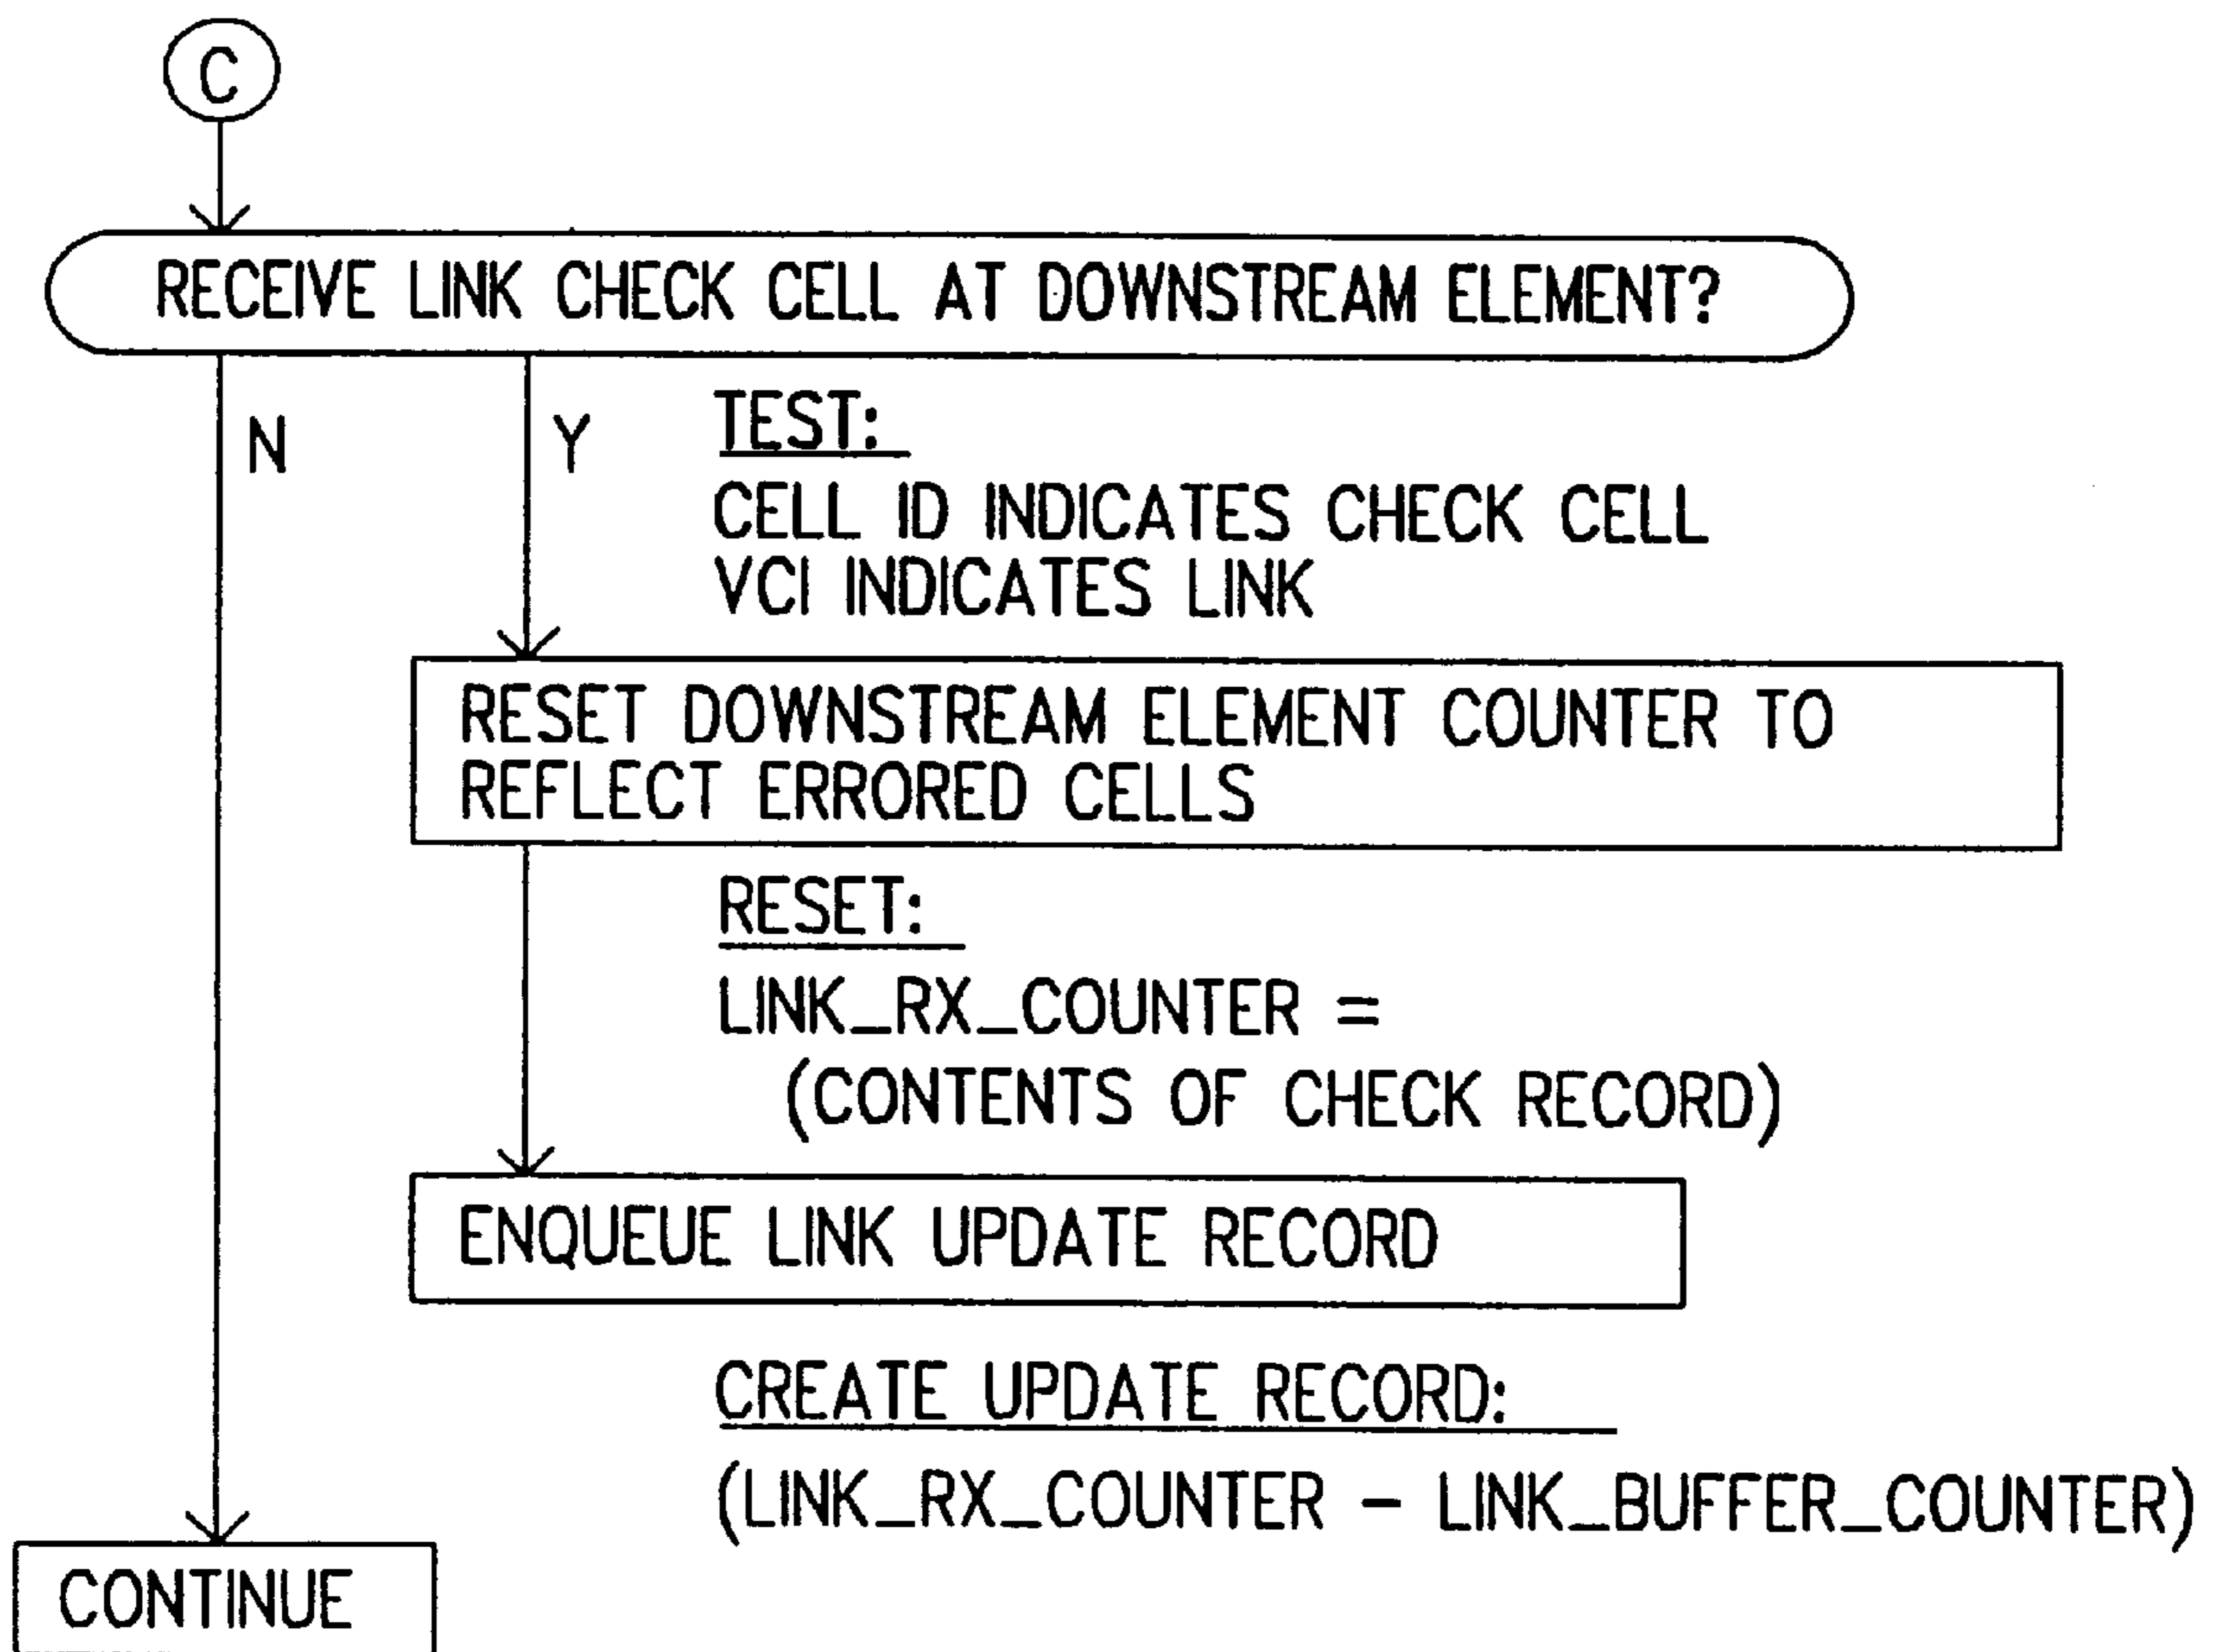 C
RECEIVE LINK CHECK CELL AT DOWNSTREAM ELEMENT?
N
Y
TEST:
CELL ID INDICATES CHECK CELL
VCI INDICATES LINK
RESET DOWNSTREAM ELEMENT COUNTER TO
REFLECT ERRORED CELLS
RESET:
LINK_RX_COUNTER =
(CONTENTS OF CHECK RECORD)
ENQUEUE LINK UPDATE RECORD
CREATE UPDATE RECORD:
(LINK_RX_COUNTER – LINK_BUFFER_COUNTER)
CONTINUE